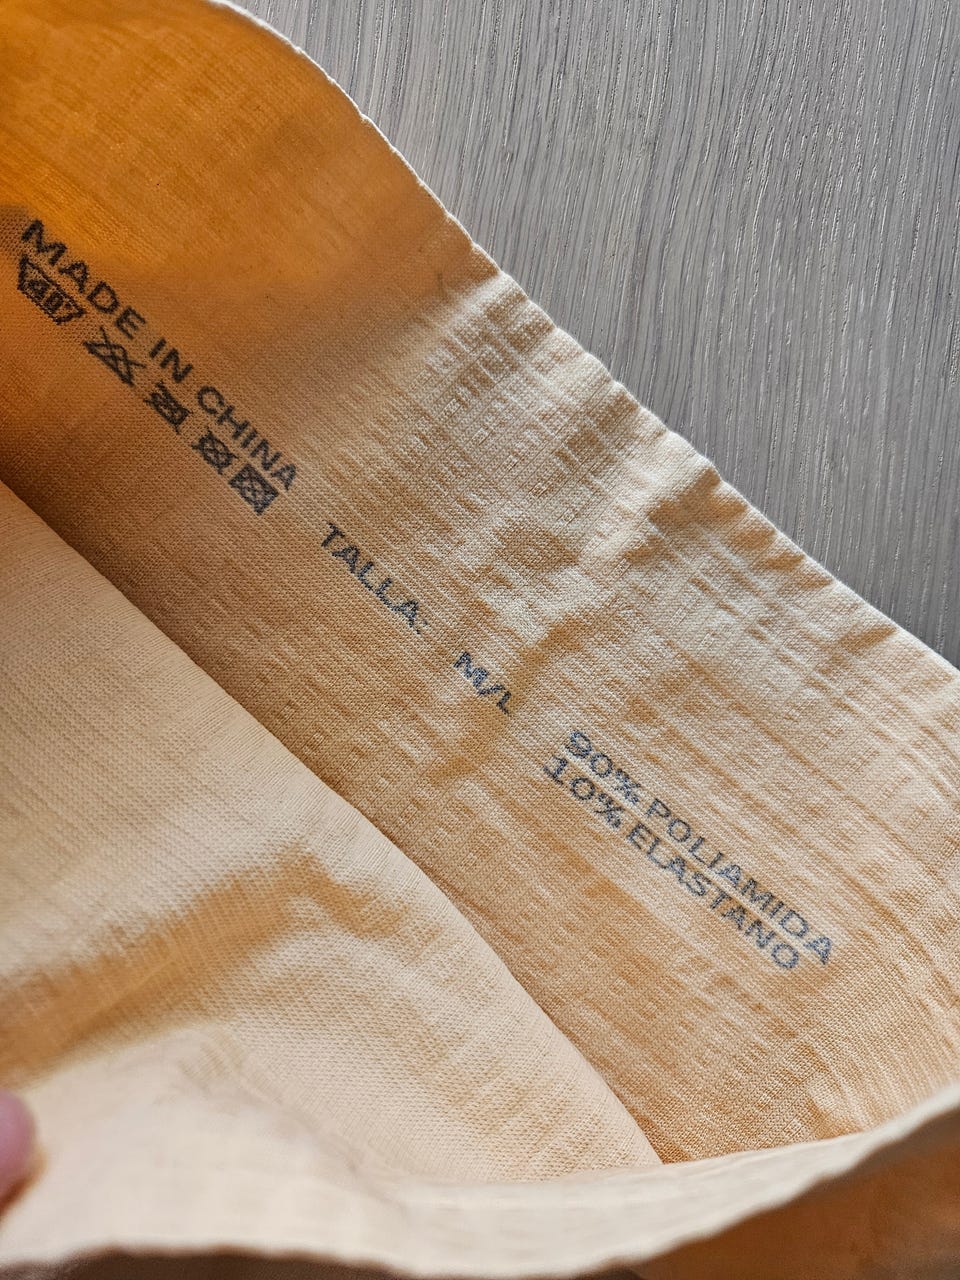 MADE IN CHINA
TALLA: M/L
90% POLIAMIDA
10% ELASTANO